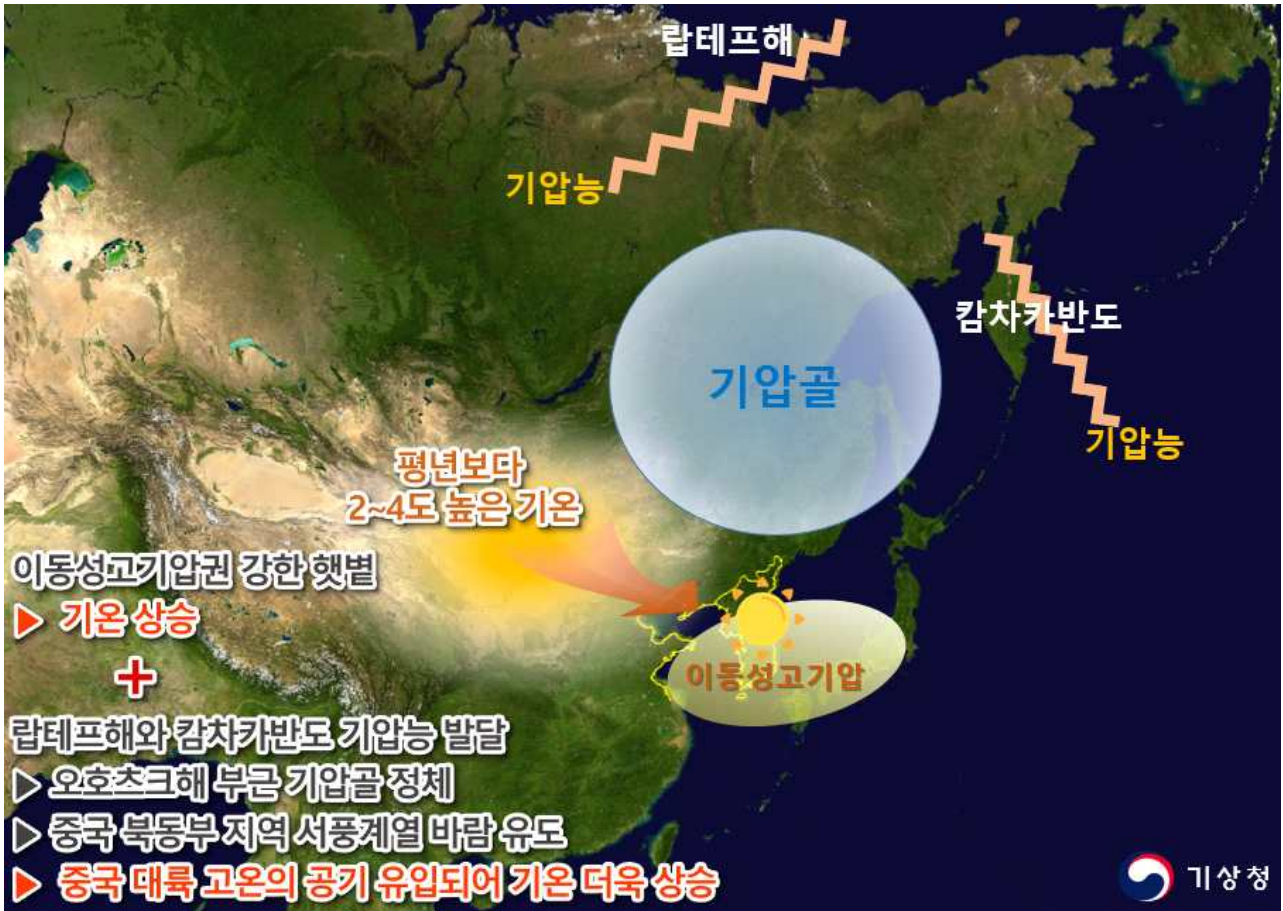 랍테프해
기압능
캄차카반도
기압골
기압능
평년보다
2~4도 높은 기온
이동성고기압권 강한 햇볕
▶ 기온 상승
+
이동성고기압
랍테프해와 캄차카반도 기압능 발달
▶ 오호츠크해 부근 기압골 정체
▶ 중국 북동부 지역 서풍계열 바람 유도
▶ 중국 대륙 고온의 공기 유입되어 기온 더욱 상승
기상청